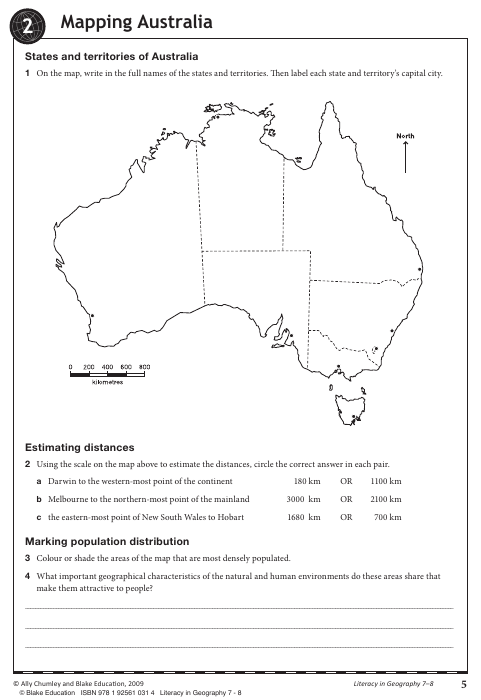 2 Mapping Australia
States and territories of Australia
1 On the map, write in the full names of the states and territories. Then label each state and territory's capital city.
North
0 200 400 600 800
kilometres
Estimating distances
2 Using the scale on the map above to estimate the distances, circle the correct answer in each pair.
a Darwin to the western-most point of the continent 180 km OR 1100 km
b Melbourne to the northern-most point of the mainland 3000 km OR 2100 km
c the eastern-most point of New South Wales to Hobart 1680 km OR 700 km
Marking population distribution
3 Colour or shade the areas of the map that are most densely populated.
4 What important geographical characteristics of the natural and human environments do these areas share that
make them attractive to people?
© Ally Chumley and Blake Education, 2009 Literacy in Geography 7–8 5
© Blake Education ISBN 978 1 92561 031 4 Literacy in Geography 7 - 8